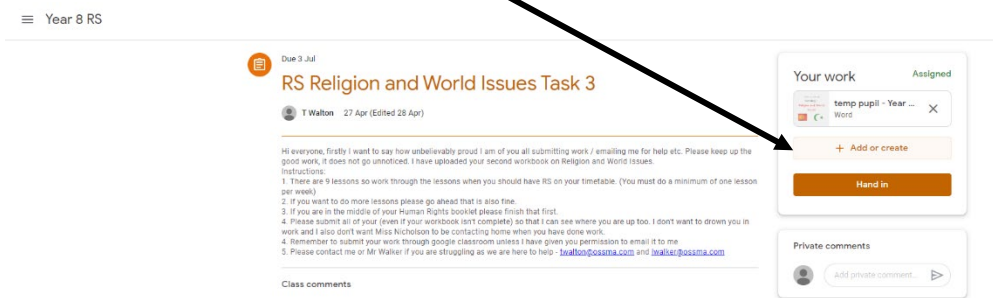 Year 8 RS
Due 3 Jul
RS Religion and World Issues Task 3
T Walton 27 Apr (Edited 28 Apr)
Hi everyone, firstly I want to say how unbelievably proud I am of you all submitting work / emailing me for help etc. Please keep up the
good work, it does not go unnoticed. I have uploaded your second workbook on Religion and World Issues.
Instructions:
1. There are 9 lessons so work through the lessons when you should have RS on your timetable. (You must do a minimum of one lesson
per week)
2. If you want to do more lessons please go ahead that is also fine.
3. If you are in the middle of your Human Rights booklet please finish that first.
4. Please submit all of your (even if your workbook isn't complete) so that I can see where you are up too. I don't want to drown you in
work and I also don't want Miss Nicholson to be contacting home when you have done work.
4. Remember to submit your work through google classroom unless I have given you permission to email it to me
5. Please contact me or Mr Walker if you are struggling as we are here to help - twalton@ossma.com and lwalker@ossma.com
Class comments
Your work
Assigned
temp pupil - Year ...
Word
+ Add or create
Hand in
Private comments
Add private comment...